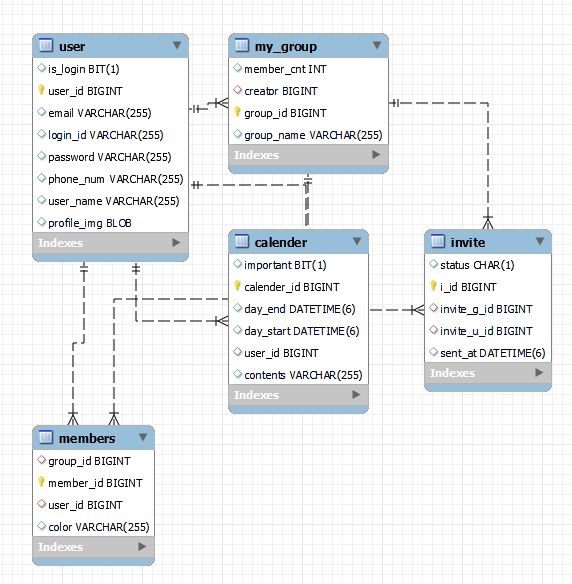 user
is_login BIT(1)
user_id BIGINT
email VARCHAR(255)
login_id VARCHAR(255)
password VARCHAR(255)
phone_num VARCHAR(255)
user_name VARCHAR(255)
profile_img BLOB
Indexes
my_group
member_cnt INT
creator BIGINT
group_id BIGINT
group_name VARCHAR(255)
Indexes
calender
important BIT(1)
calender_id BIGINT
day_end DATETIME(6)
day_start DATETIME(6)
user_id BIGINT
contents VARCHAR(255)
Indexes
invite
status CHAR(1)
i_id BIGINT
invite_g_id BIGINT
invite_u_id BIGINT
sent_at DATETIME(6)
Indexes
members
group_id BIGINT
member_id BIGINT
user_id BIGINT
color VARCHAR(255)
Indexes